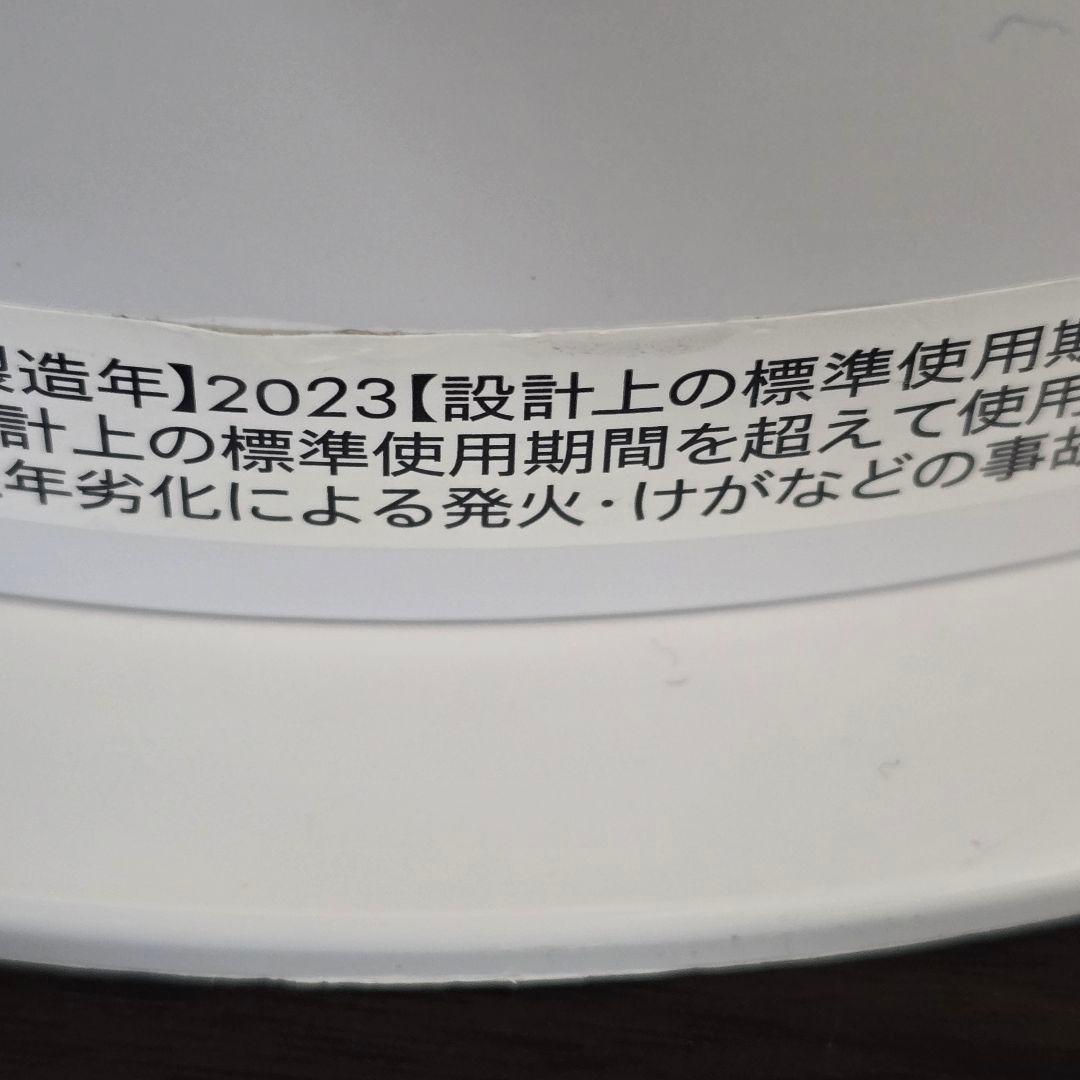 製造年】2023【設計上の標準使用期
計上の標準使用期間を超えて使用
年劣化による発火・けがなどの事故